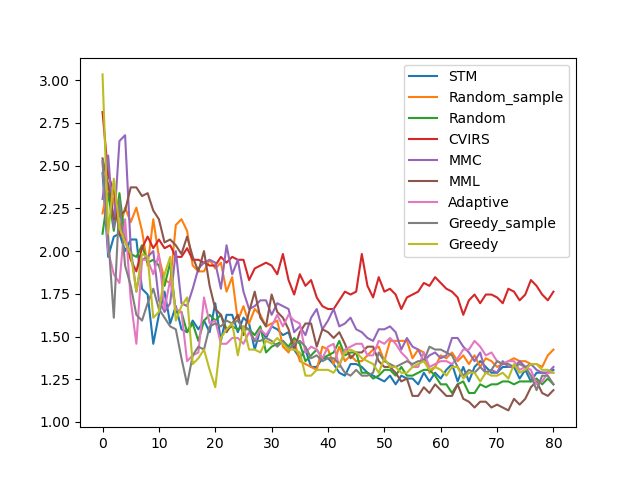 3.00
2.75
2.50
2.25
2.00
1.75
1.50
1.25
1.00
0 10 20 30 40 50 60 70 80
STM
Random_sample
Random
CVIRS
MMC
MML
Adaptive
Greedy_sample
Greedy